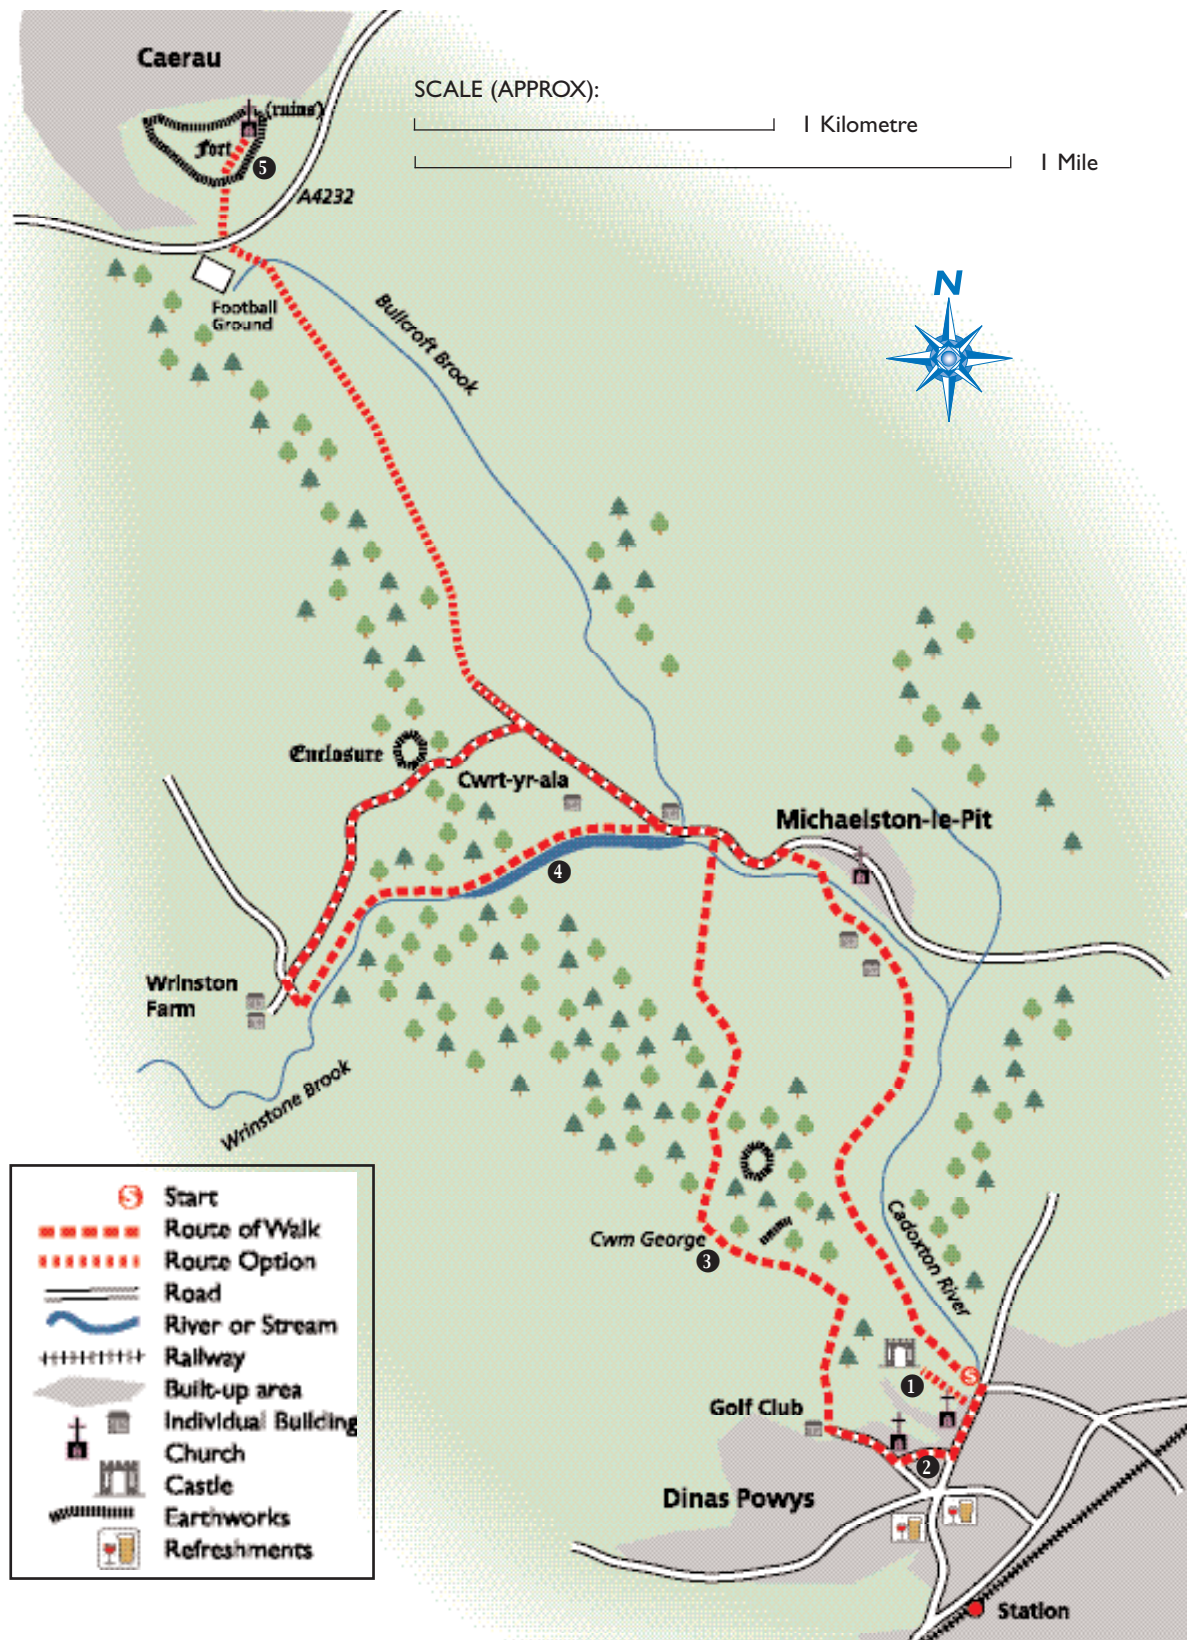 Caerau
(ruins)
Fort
5
A4232
SCALE (APPROX):
1 Kilometre
1 Mile
N
Football
Ground
Bullcroft Brook
Enclosure
Cwrt-yr-ala
Michaelston-le-Pit
4
Wrinston
Farm
Wrinstone Brook
Cwm George
3
Cadoxton River
S
1
Golf Club
2
Dinas Powys
Station
S Start
Route of Walk
Route Option
Road
River or Stream
Railway
Built-up area
Individual Building
Church
Castle
Earthworks
Refreshments